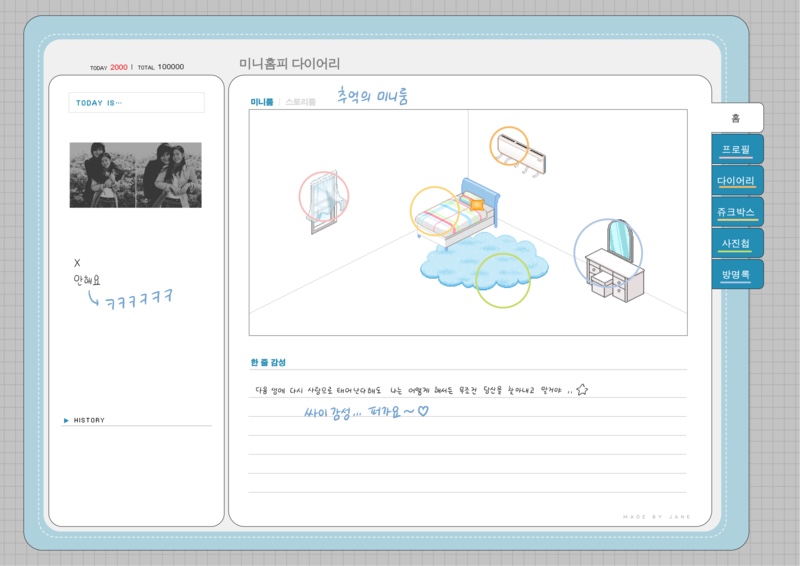 TODAY 2000 | TOTAL 100000
미니홈피 다이어리
TODAY IS…
X
안해요
ㅋㅋㅋㅋㅋㅋ
▶ HISTORY
미니룸 | 스토리룸
추억의 미니룸
한 줄 감성
다음 생에 다시 사람으로 태어난다해도 나는 어떻게 해서든 무조건 당신을 찾아내고 말거야 ..☆
싸이감성... 퍼가요~♡
MADE BY JANE
홈
프로필
다이어리
쥬크박스
사진첩
방명록